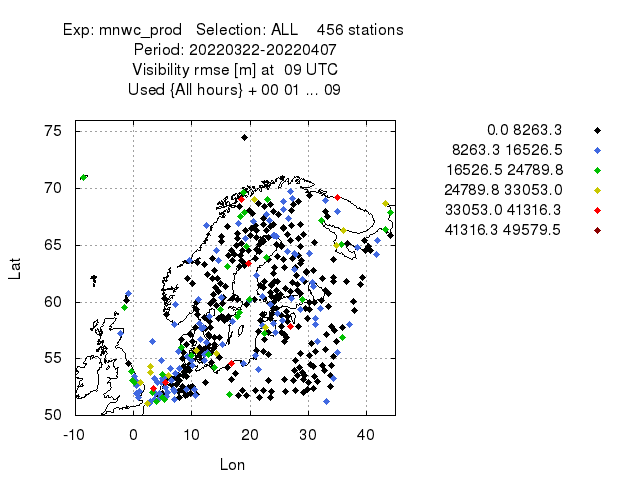 Exp: mnwc_prod   Selection: ALL    456 stations
Period: 20220322-20220407
Visibility rmse [m] at  09 UTC
Used {All hours} + 00 01 ... 09
0.0 8263.3
8263.3 16526.5
16526.5 24789.8
24789.8 33053.0
33053.0 41316.3
41316.3 49579.5
75
70
65
60
55
50
Lat
-10 0 10 20 30 40
Lon